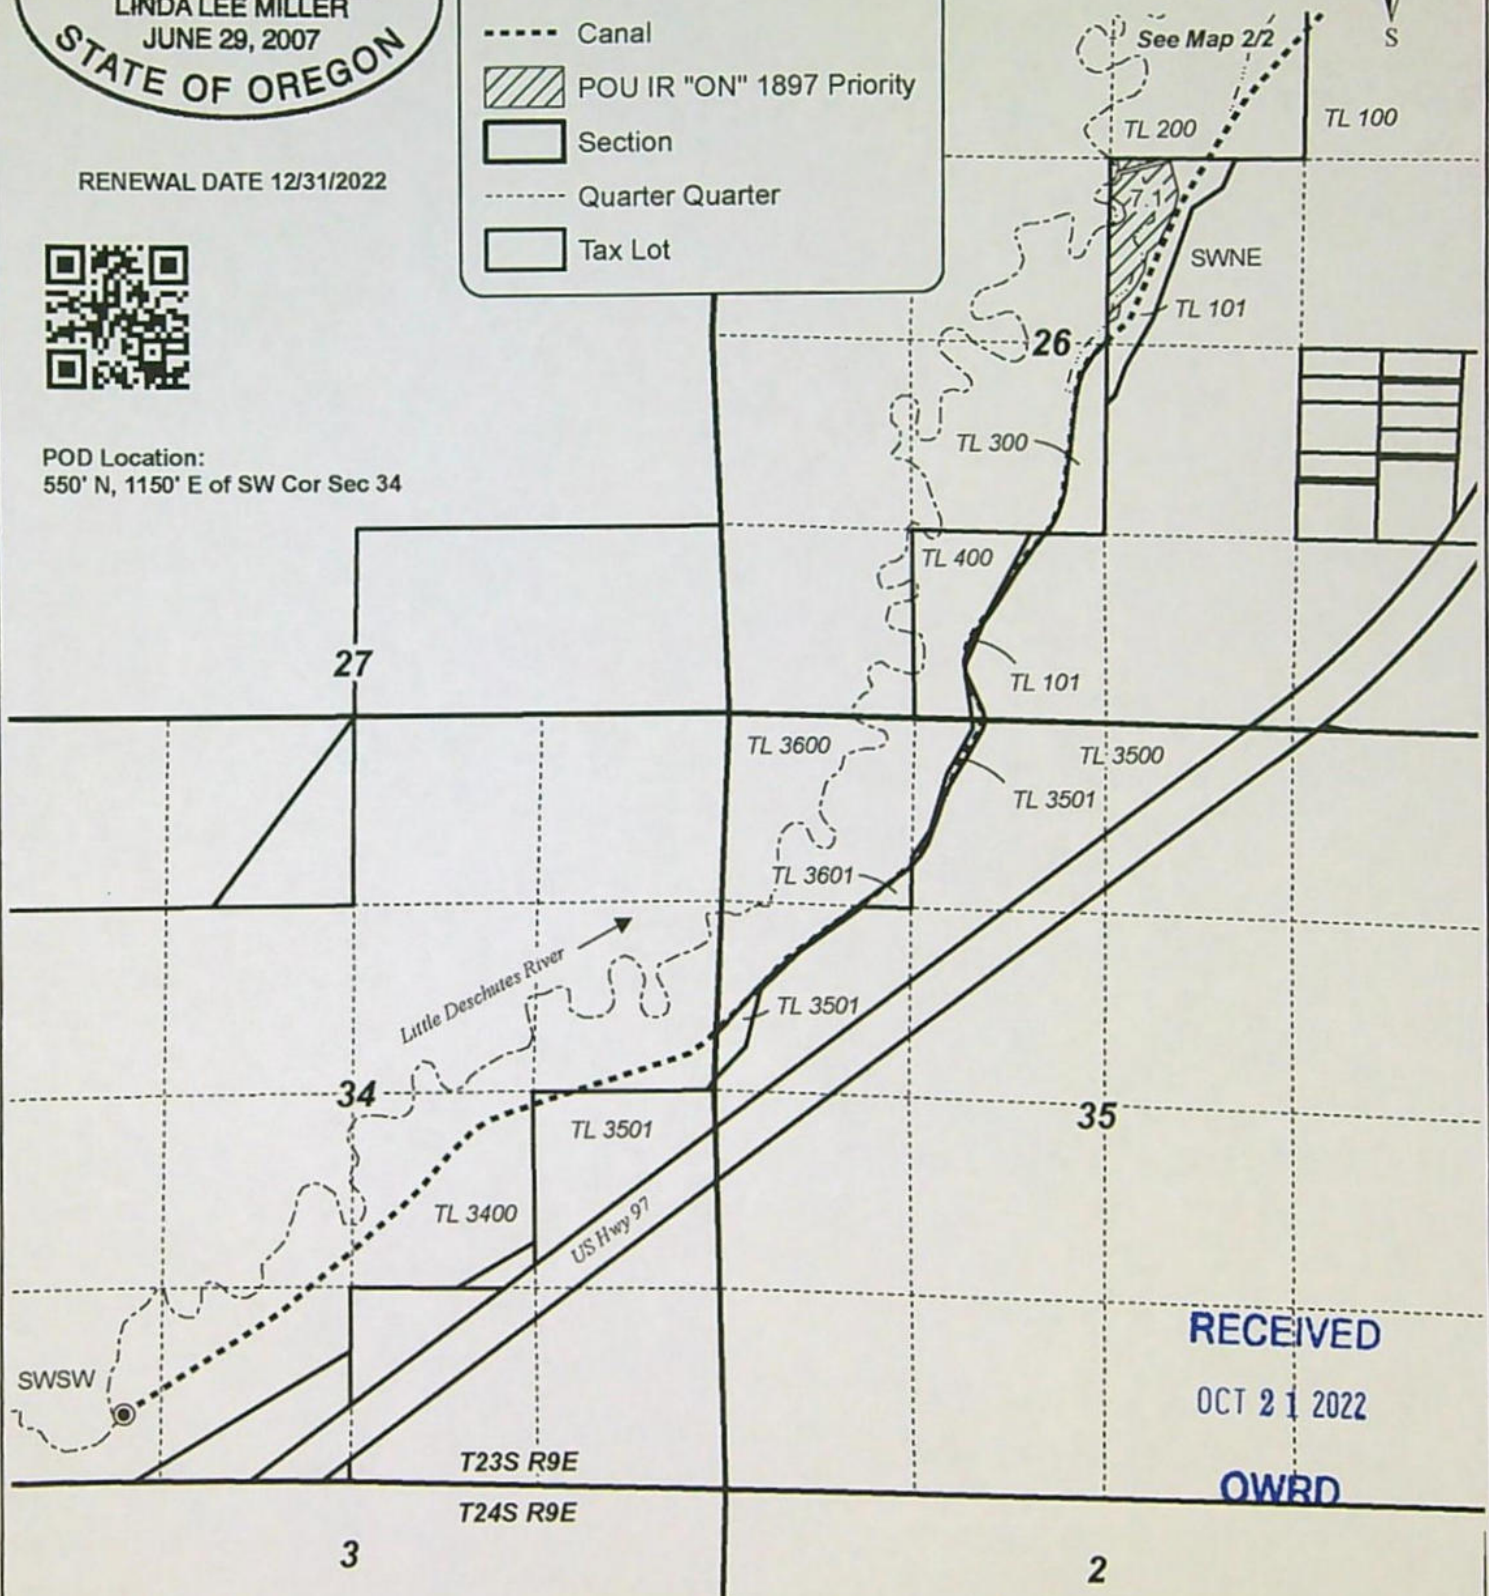 LINDA LEE MILLER
JUNE 29, 2007
STATE OF OREGON
RENEWAL DATE 12/31/2022
POD Location:
550' N, 1150' E of SW Cor Sec 34
Canal
POU IR "ON" 1897 Priority
Section
Quarter Quarter
Tax Lot
S
See Map 2/2
TL 200
TL 100
7.1
SWNE
TL 101
26
TL 300
TL 400
27
TL 101
TL 3600
TL 3500
TL 3501
TL 3601
Little Deschutes River
TL 3501
34
35
TL 3501
TL 3400
US Hwy 97
SWSW
RECEIVED
OCT 21 2022
OWRD
T23S R9E
T24S R9E
3
2